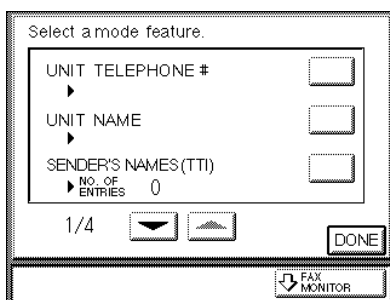 Select a mode feature.
UNIT TELEPHONE #
UNIT NAME
SENDER'S NAMES (TTI)
NO. OF
ENTRIES 0
1/4
DONE
FAX
MONITOR